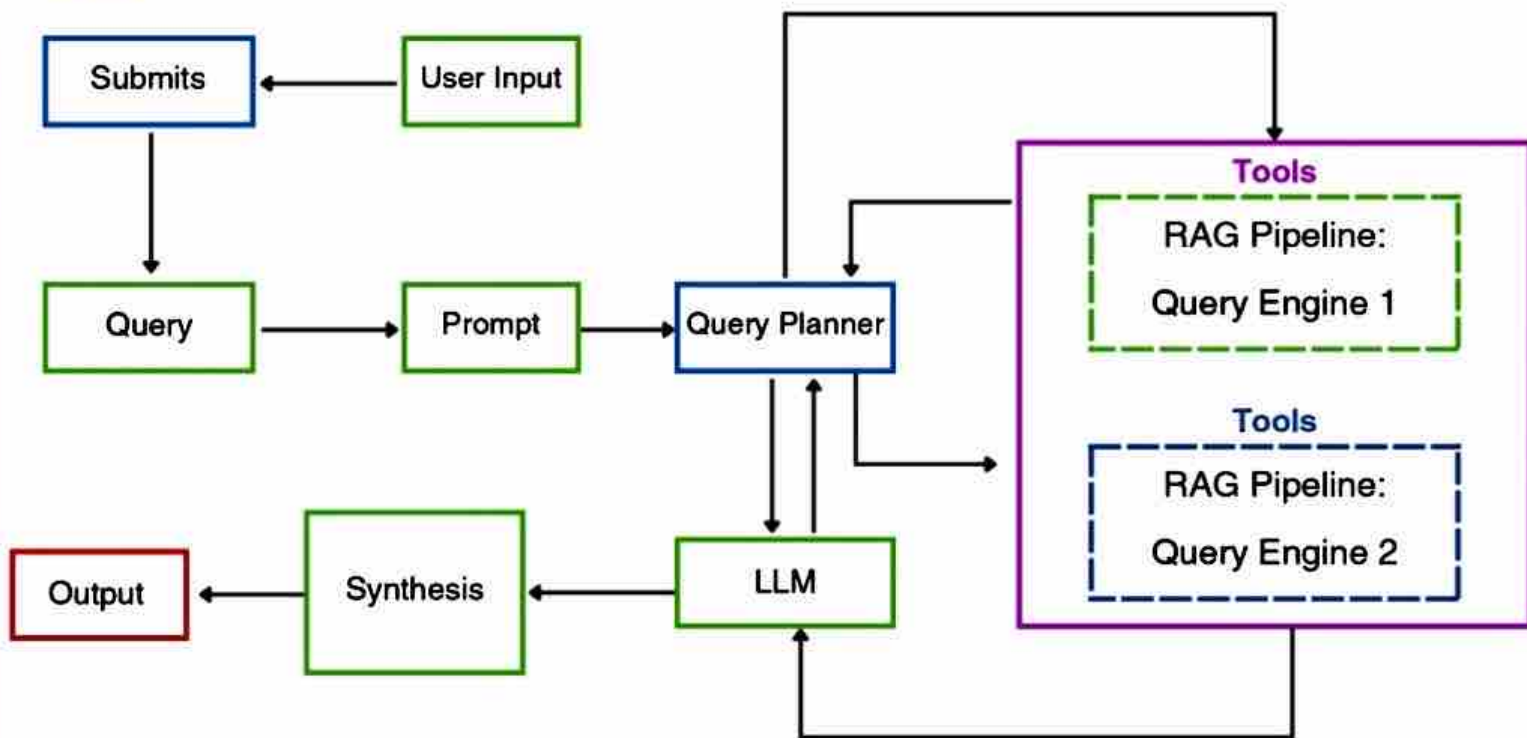 Submits
User Input
Tools
RAG Pipeline:
Query Engine 1
Query
Prompt
Query Planner
Tools
RAG Pipeline:
Query Engine 2
Output
Synthesis
LLM